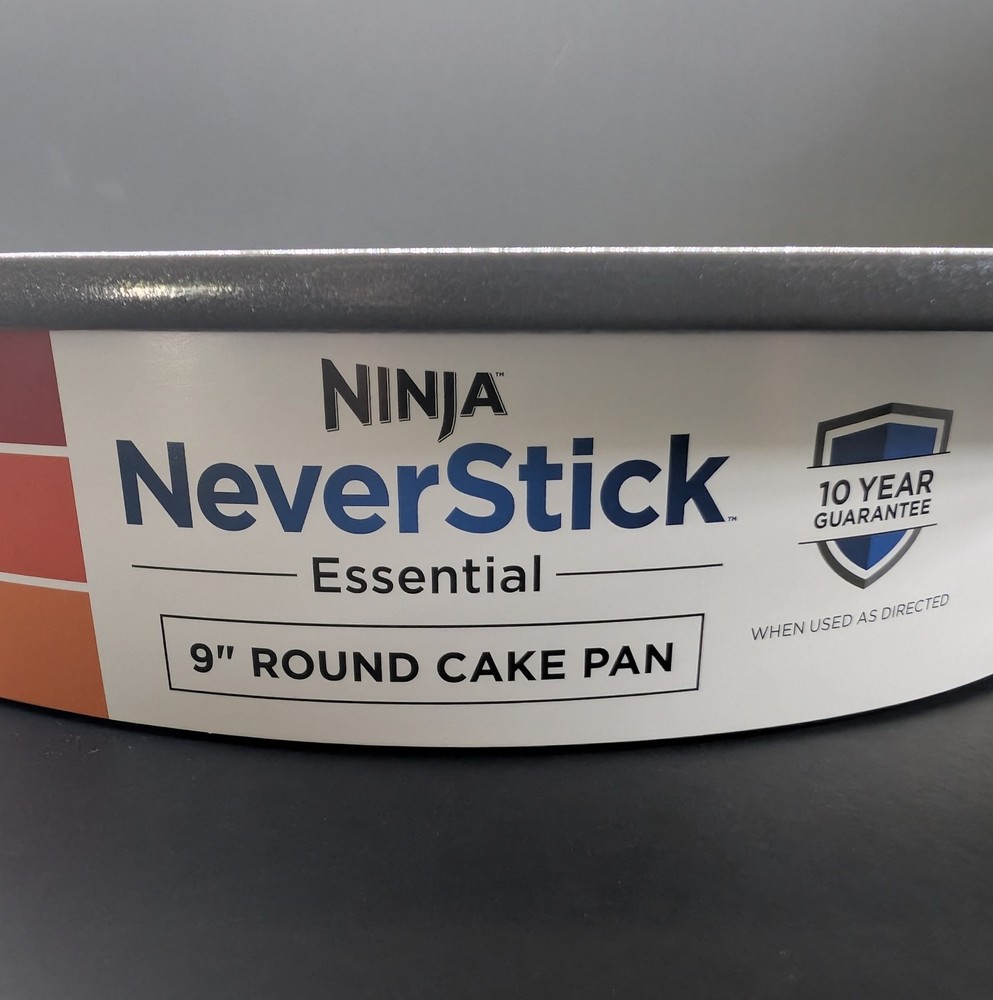 NINJA™
NeverStick™
Essential
9" ROUND CAKE PAN
10 YEAR
GUARANTEE
WHEN USED AS DIRECTED